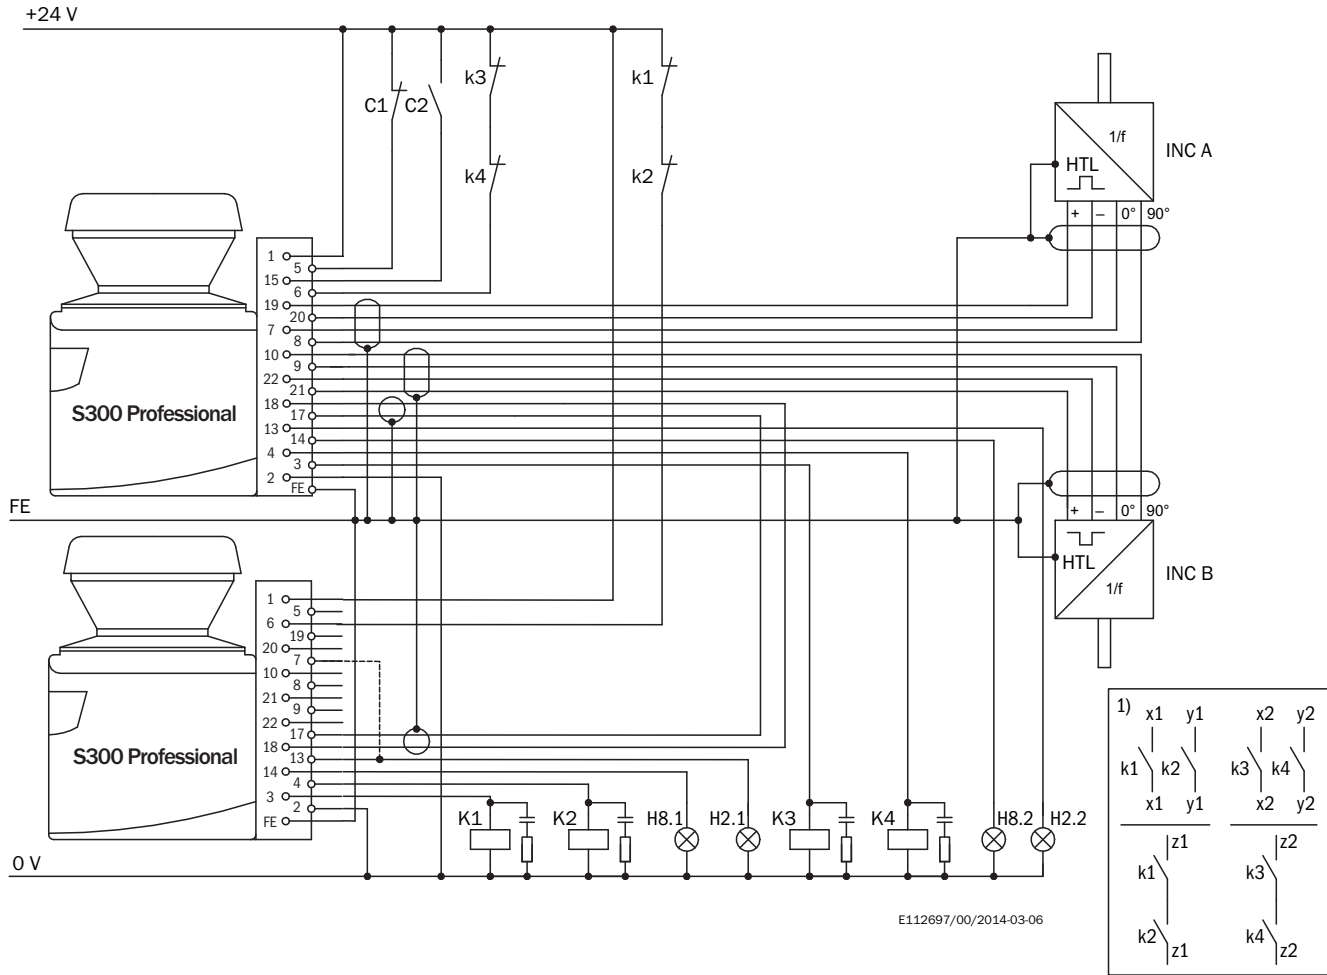 +24 V
k3
k1
C1
C2
k4
k2
1/f
HTL
INC A
+
–
0°
90°
1
5
15
6
19
20
7
8
10
9
22
21
18
17
13
14
4
3
2
FE
S300 Professional
FE
+
–
0°
90°
HTL
1/f
INC B
1
5
6
19
20
7
10
8
21
9
22
17
18
13
14
4
3
2
FE
S300 Professional
K1
K2
H8.1
H2.1
K3
K4
H8.2
H2.2
0 V
E112697/00/2014-03-06
1)
x1 y1 x2 y2
k1 k2 k3 k4
x1 y1 x2 y2
z1 z2
k1 k3
k2 k4
z1 z2